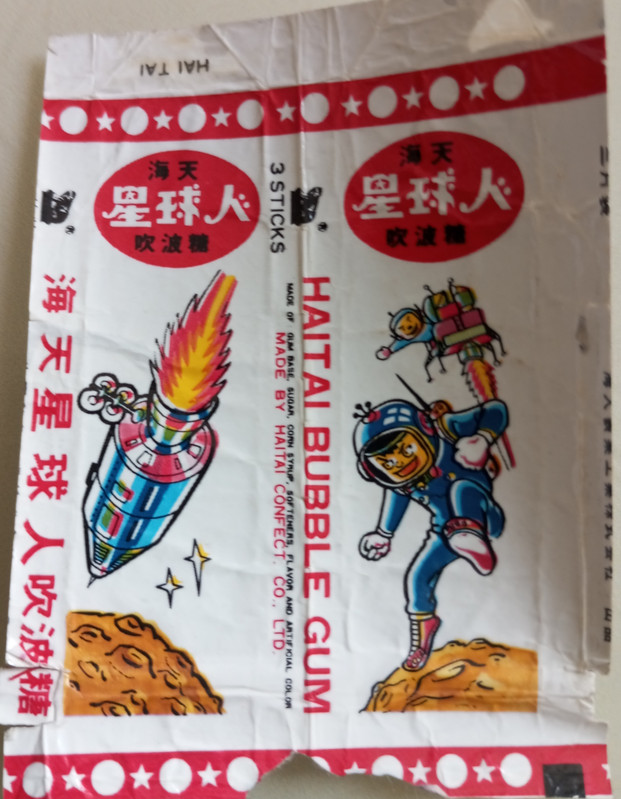 HAI TAI
海天
星球人
吹波糖
海天星球人吹波糖
3 STICKS
MADE OF GUM BASE, SUGAR, CORN SYRUP, SOFTENERS, FLAVOR AND ARTIFICIAL COLOR
MADE BY HAITAI CONFECT. CO., LTD.
®
HAITAI BUBBLE GUM
海天
星球人
吹波糖
®